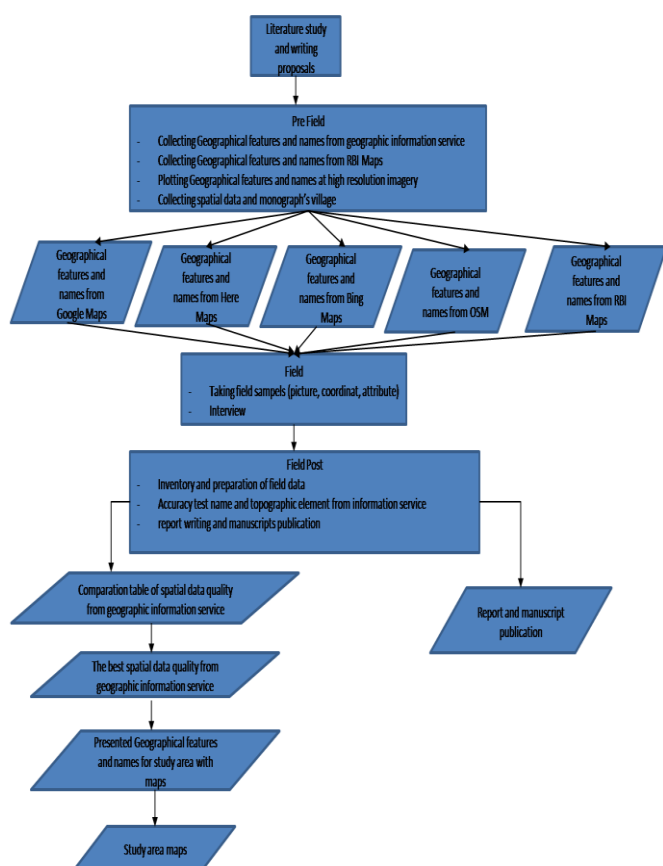 Literature study
and writing
proposals
Pre Field
- Collecting Geographical features and names from geographic information service
- Collecting Geographical features and names from RBI Maps
- Plotting Geographical features and names at high resolution imagery
- Collecting spatial data and monograph's village
Geographical
features and
names from
Google Maps
Geographical
features and
names from Here
Maps
Geographical
features and
names from Bing
Maps
Geographical
features and
names from OSM
Geographical
features and
names from RBI
Maps
Field
- Taking field sampels (picture, coordinat, attribute)
- Interview
Field Post
- Inventory and preparation of field data
- Accuracy test name and topographic element from information service
- report writing and manuscripts publication
Comparation table of spatial data quality
from geographic information service
Report and manuscript
publication
The best spatial data quality from
geographic information service
Presented Geographical features
and names for study area with
maps
Study area maps